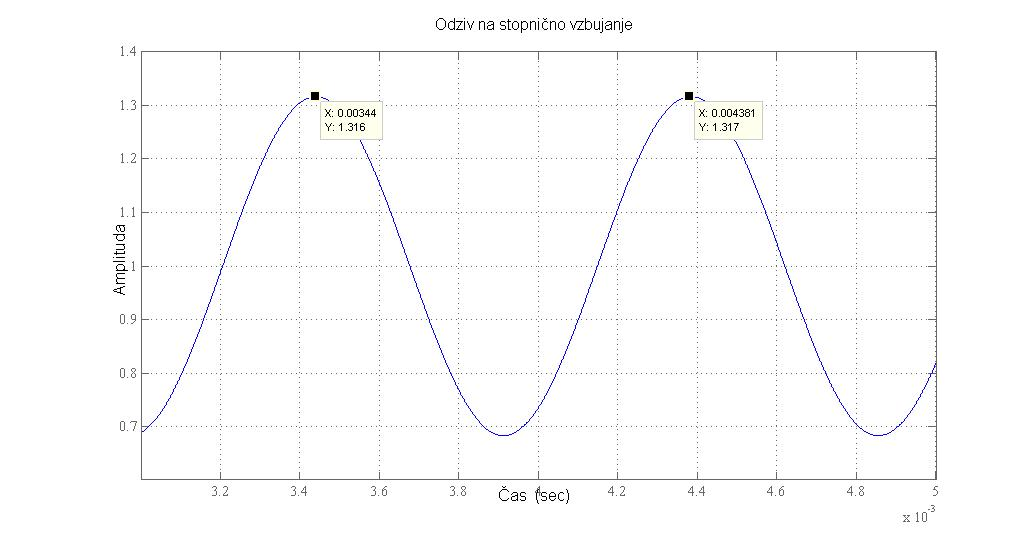 Odziv na stopnično vzbujanje
1.4
1.3
1.2
1.1
1
0.9
0.8
0.7
Amplituda
X: 0.00344
Y: 1.316
X: 0.004381
Y: 1.317
3.2
3.4
3.6
3.8
4
4.2
4.4
4.6
4.8
5
Čas (sec)
x 10-3